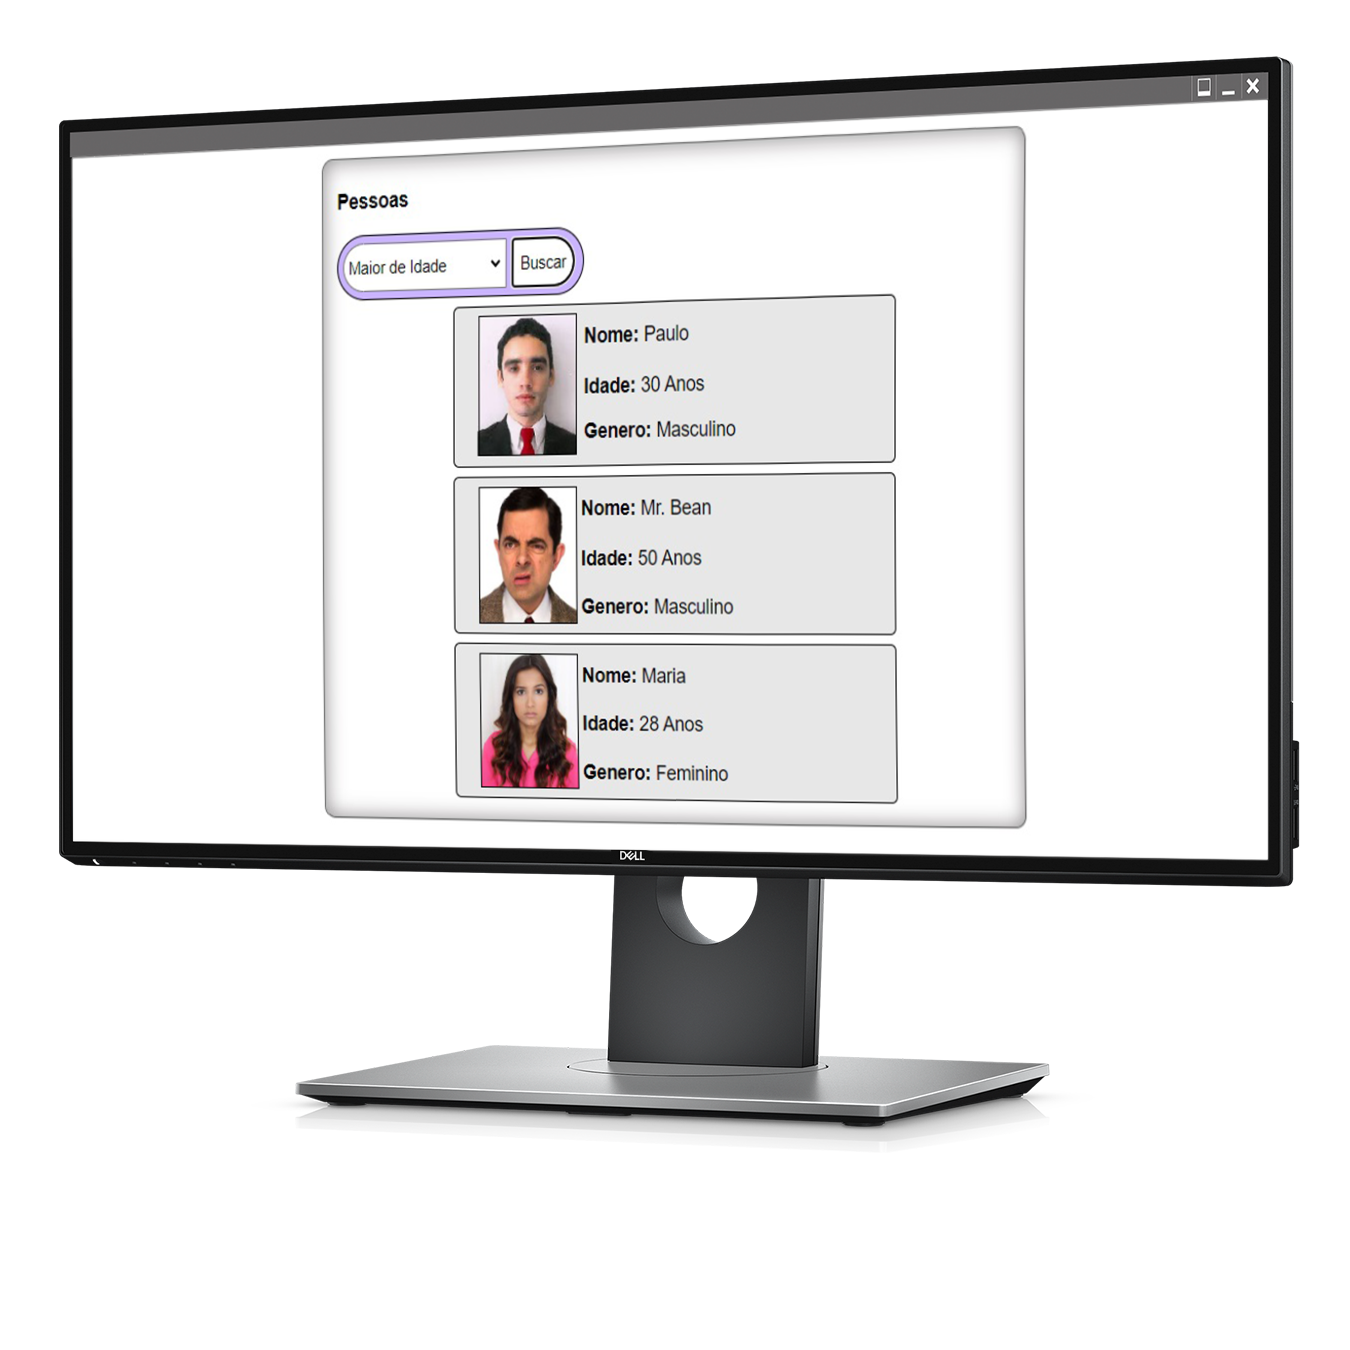 Pessoas
Maior de Idade
Buscar
Nome: Paulo
Idade: 30 Anos
Genero: Masculino
Nome: Mr. Bean
Idade: 50 Anos
Genero: Masculino
Nome: Maria
Idade: 28 Anos
Genero: Feminino
DELL